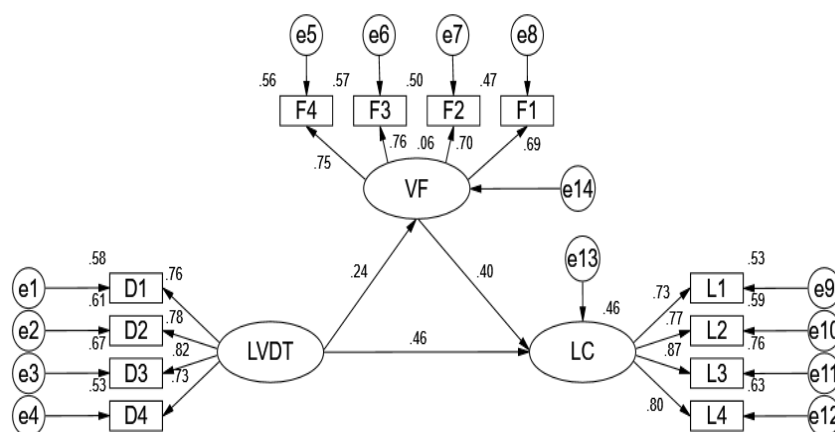 e5 e6 e7 e8
.56 .57 .50 .47
F4 F3 F2 F1
.75 .76 .06 .70 .69
VF e14
e13
.24 .40
.58 .53
e1 D1 .76 .46 .73 L1 e9
.61 .59
e2 D2 .78 .77 L2 e10
LVDT .46 LC
.67 .76
e3 D3 .82 .87 L3 e11
.53 .73 .63
e4 D4 .80 L4 e12